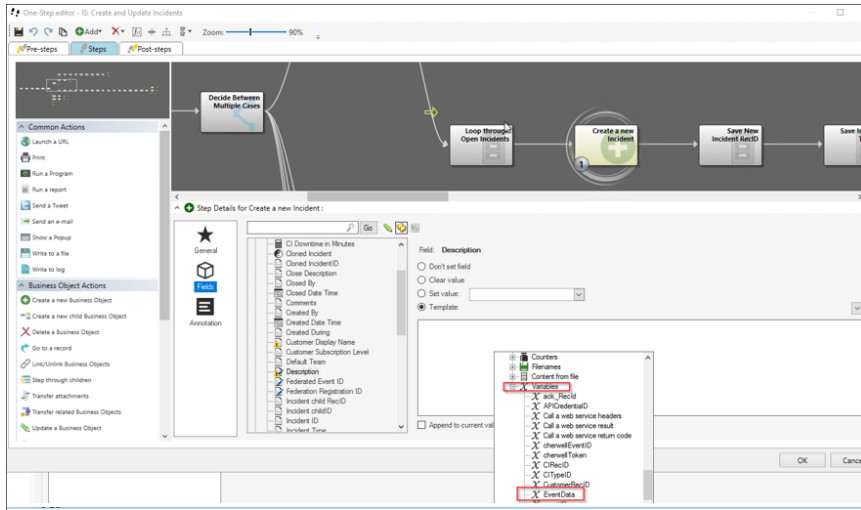 One-Step editor - ISi: Create and Update Incidents
Add
Zoom:
90%
Pre-steps
Steps
Post-steps
Decide Between
Multiple Cases
Loop through
Open Incidents
Create a new
Incident
1
Save New
Incident RecID
Save In
Common Actions
Launch a URL
Print
Run a Program
Run a report
Send a Tweet
Send an e-mail
Show a Popup
Write to a file
Write to log
Business Object Actions
Create a new Business Object
Create a new child Business Object
Delete a Business Object
Go to a record
Link/Unlink Business Objects
Step through children
Transfer attachments
Transfer related Business Objects
Update a Business Object
Step Details for Create a new Incident :
General
Fields
Annotation
Go
CI Downtime in Minutes
Cloned Incident
Cloned IncidentID
Close Description
Closed By
Closed Date Time
Comments
Created By
Created Date Time
Created During
Customer Display Name
Customer Subscription Level
Default Team
Description
Federated Event ID
Federation Registration ID
Incident child RecID
Incident childID
Incident ID
Incident Type
Field: Description
Don't set field
Clear value
Set value:
Template:
Append to current val
Counters
Filenames
Content from file
Variables
ack_RecId
APICredentialID
Call a web service headers
Call a web service result
Call a web service return code
cherwellEventID
cherwellToken
CIRecID
CITypeID
CustomerRecID
EventData
OK
Cance